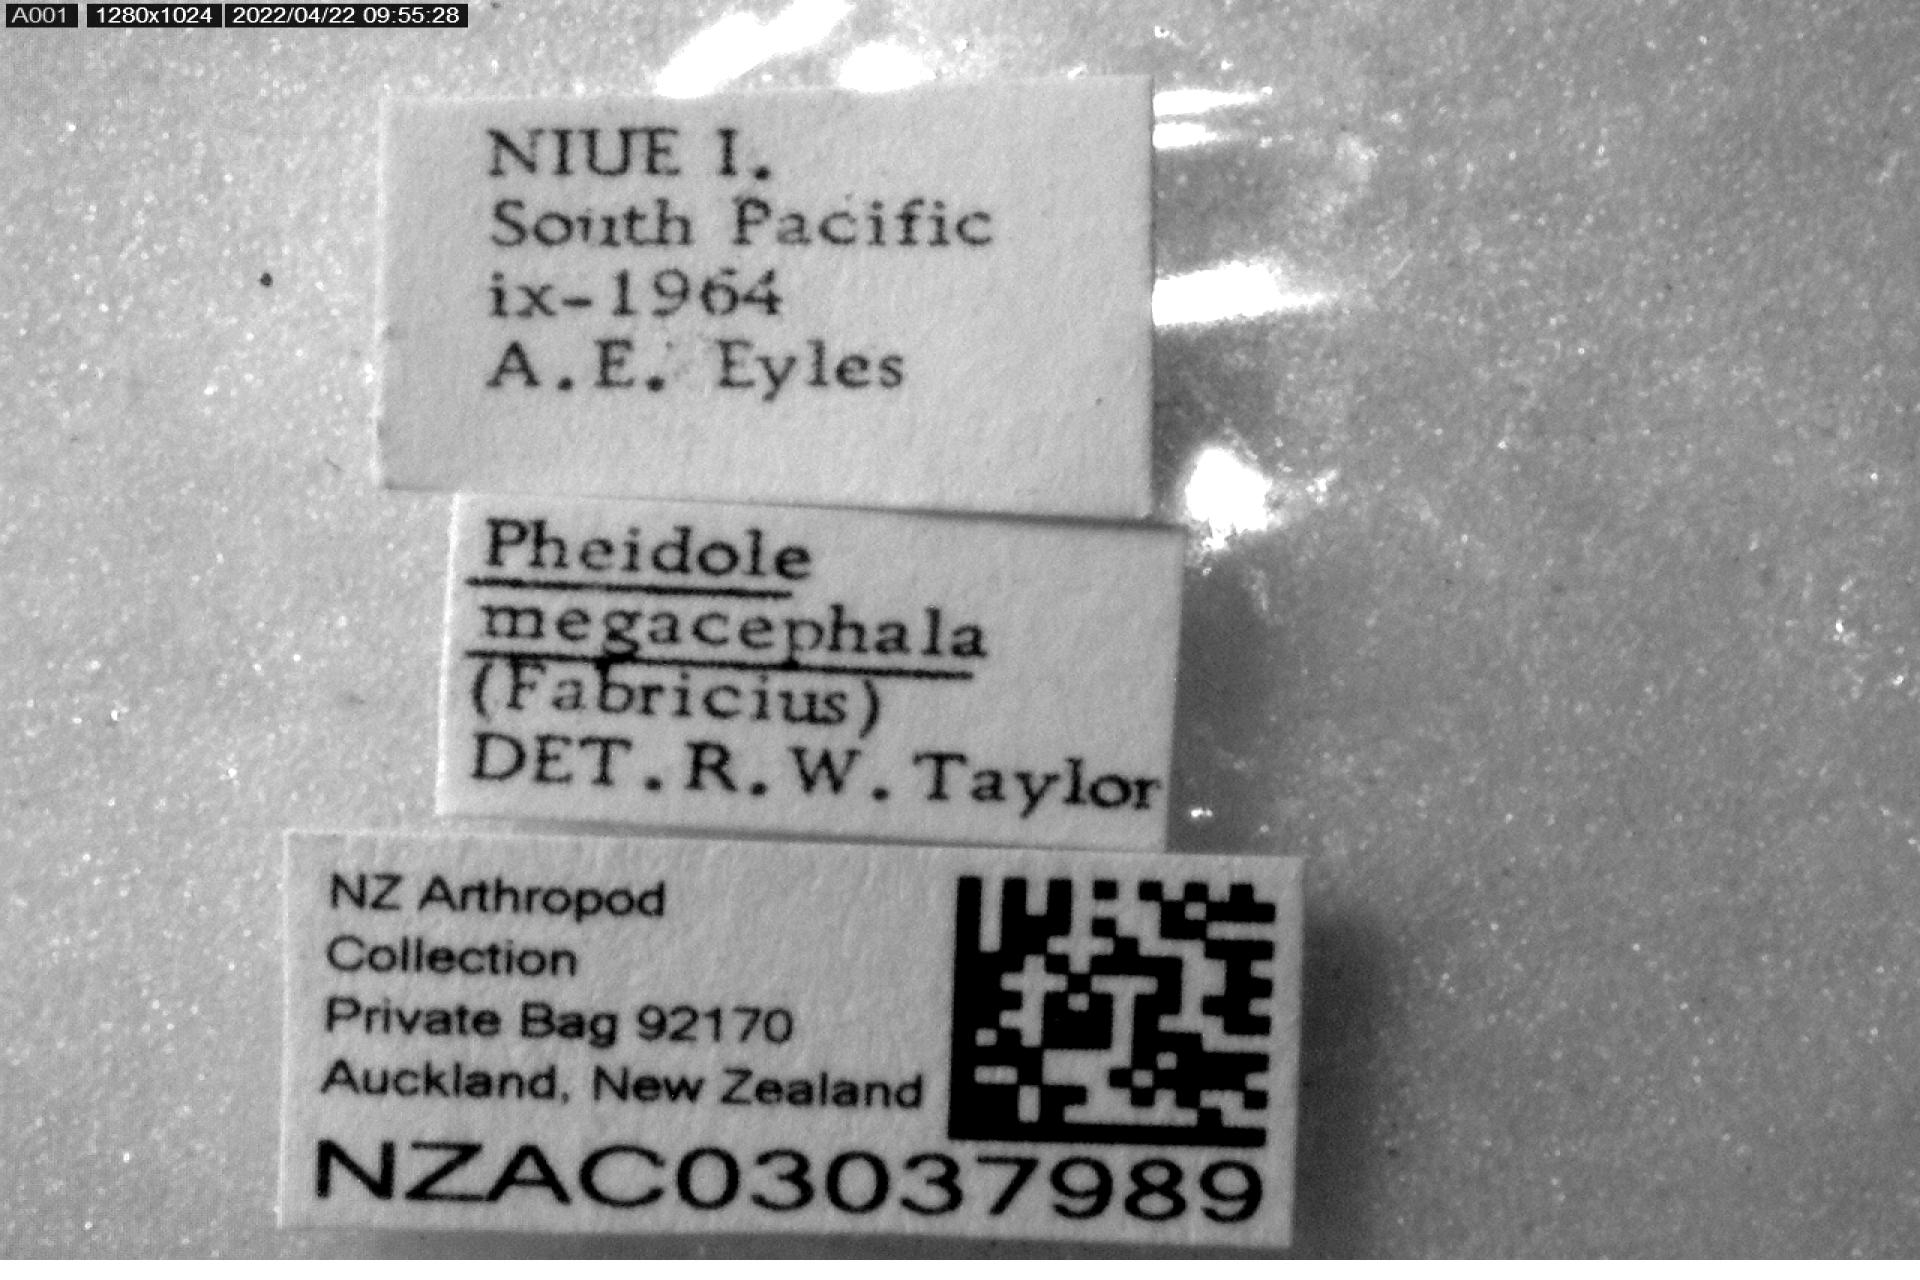 A001 1280x1024 2022/04/22 09:55:28
NIUE I.
South Pacific
ix-1964
A.E. Eyles
Pheidole
megacephala
(Fabricius)
DET.R.W.Taylor
NZ Arthropod
Collection
Private Bag 92170
Auckland, New Zealand
NZAC03037989